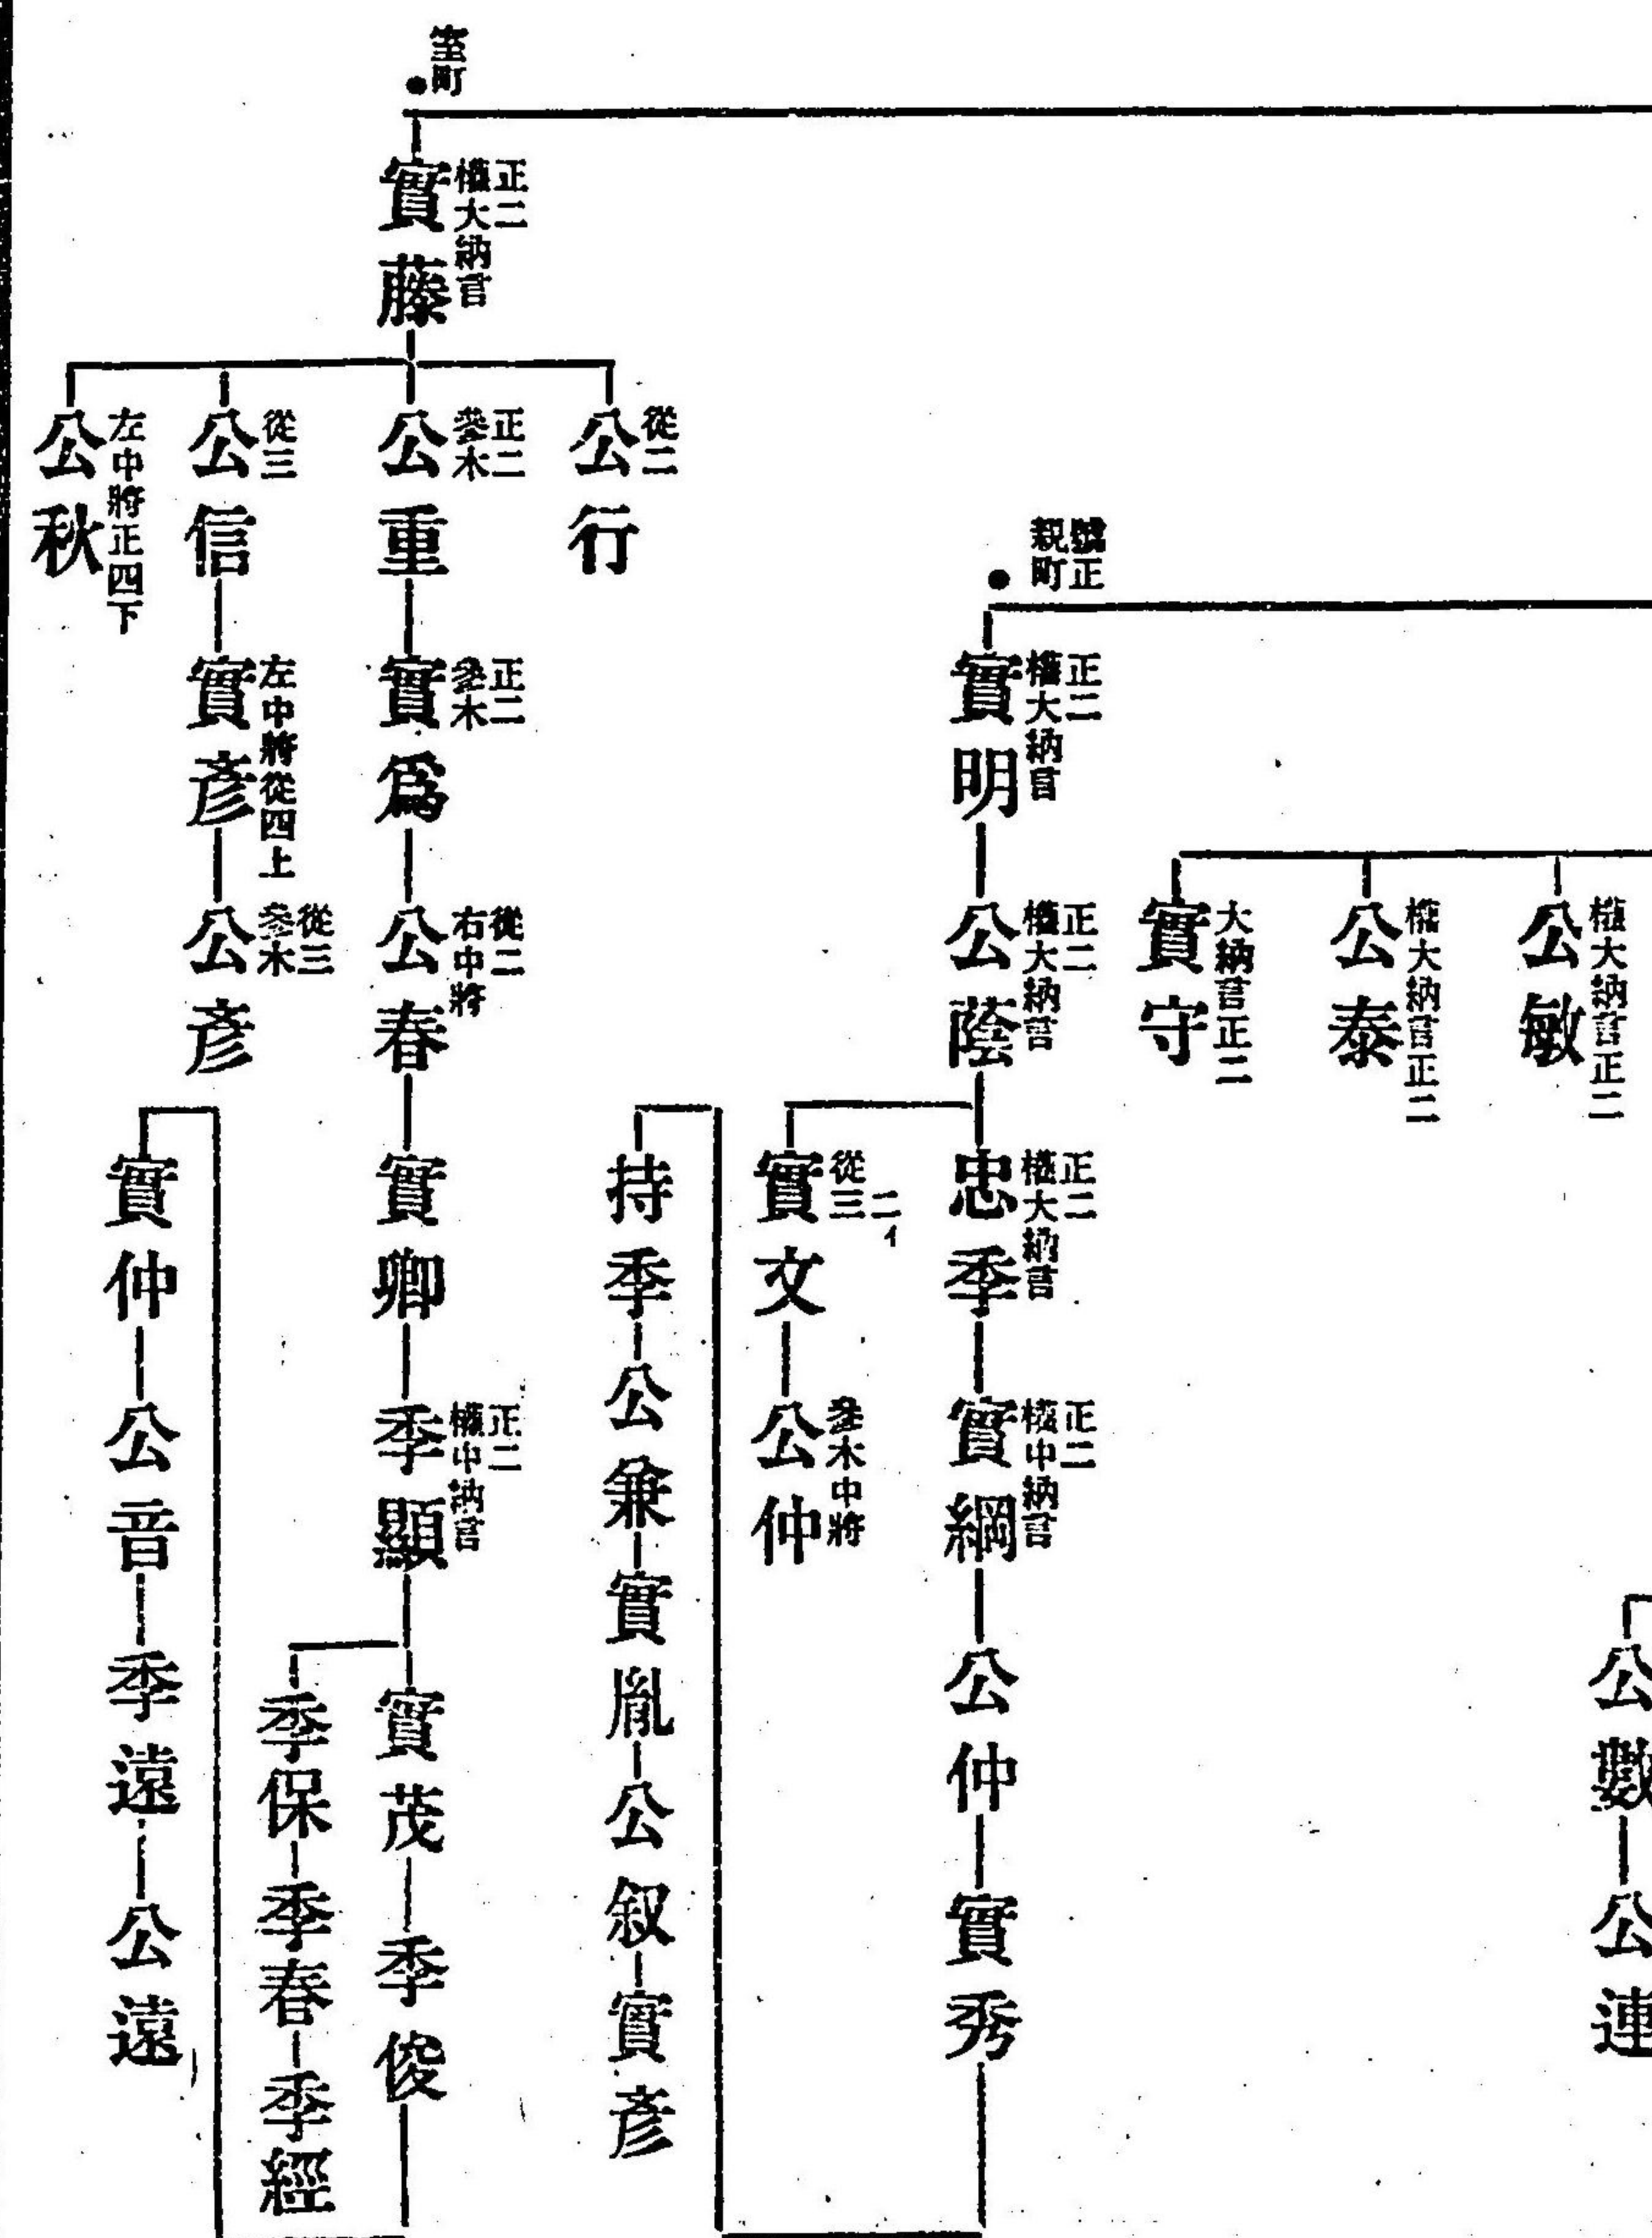 權大納言正二
公敏
權大納言正二
公泰
大納言正二
實守
公數
公連
號正
親町
正二
權大納言
實明
正二
權大納言
公蔭
正二
權大納言
忠季
正二
權中納言
實綱
公仲
實秀
從三
二イ
實文
參木中將
公仲
持季
公兼
實胤
公叙
實彥
室町
正二
權大納言
實藤
從二
公行
正二
參木
公重
正二
參木
實爲
從二
右中將
公春
實卿
正二
權中納言
季顯
實茂
季俊
季保
季春
季經
從三
公信
左中將從四上
實彥
從三
參木
公彥
左中將正四下
公秋
實仲
公音
季遠
公遠